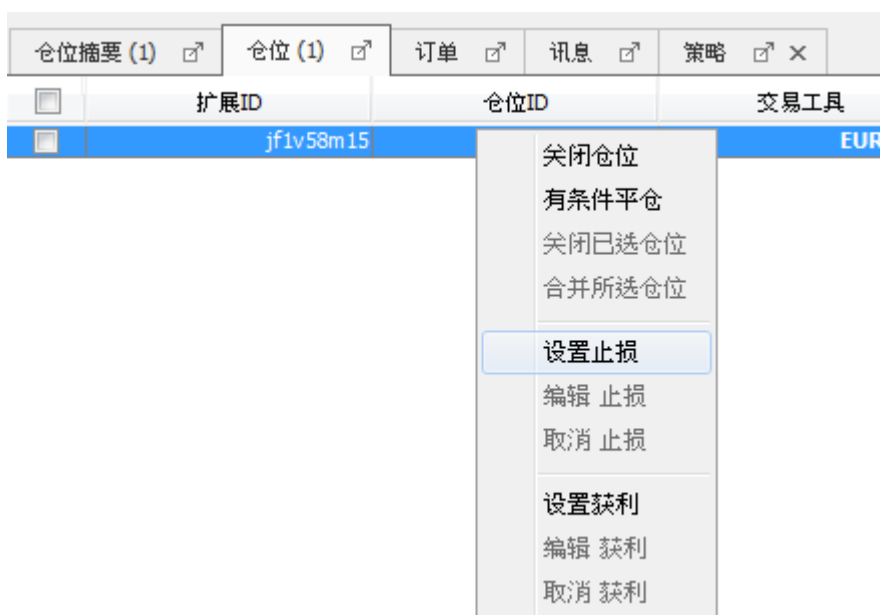 仓位摘要 (1) 仓位 (1) 订单 讯息 策略
扩展ID 仓位ID 交易工具
jf1v58m15 EUR
关闭仓位
有条件平仓
关闭已选仓位
合并所选仓位
设置止损
编辑 止损
取消 止损
设置获利
编辑 获利
取消 获利